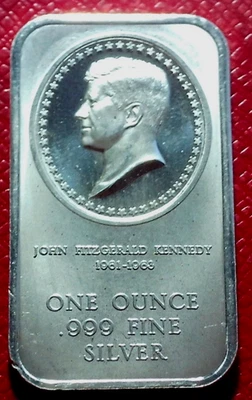 JOHN FITZGERALD KENNEDY
1961-1963
ONE OUNCE
.999 FINE
SILVER